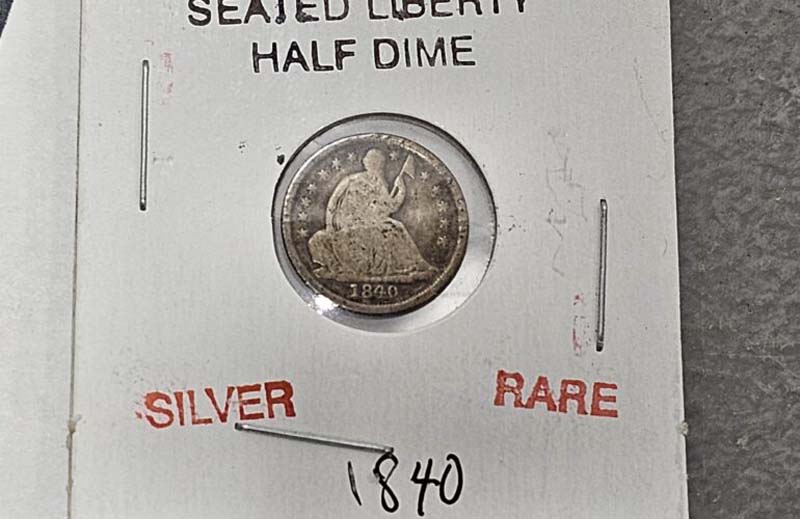 SEATED LIBERTY
HALF DIME
1840
SILVER
RARE
1840